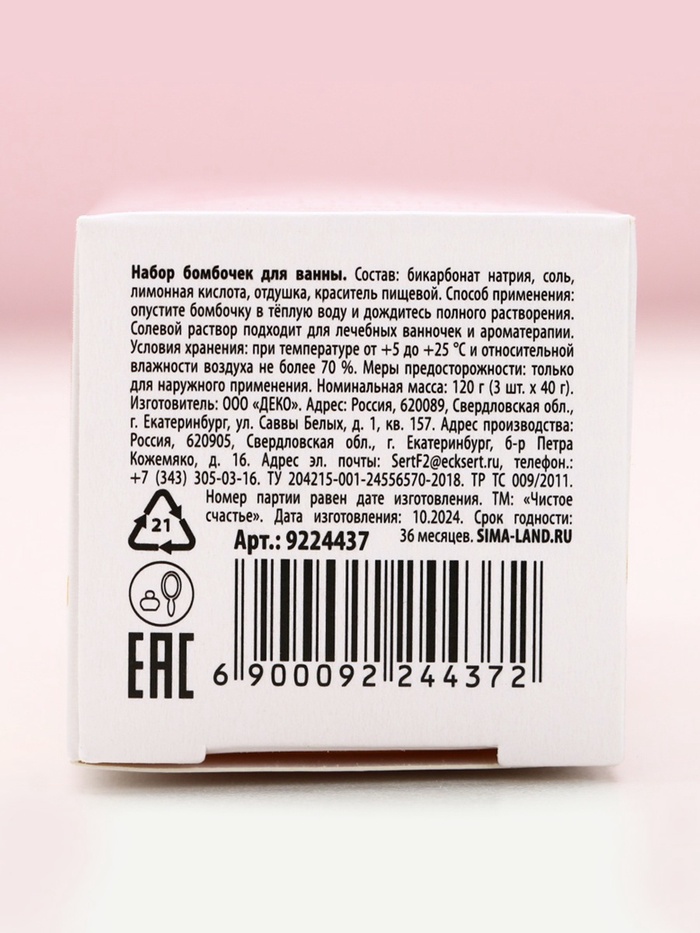 Набор бомбочек для ванны. Состав: бикарбонат натрия, соль,
лимонная кислота, отдушка, краситель пищевой. Способ применения:
опустите бомбочку в тёплую воду и дождитесь полного растворения.
Солевой раствор подходит для лечебных ванночек и ароматерапии.
Условия хранения: при температуре от +5 до +25 °С и относительной
влажности воздуха не более 70 %. Меры предосторожности: только
для наружного применения. Номинальная масса: 120 г (3 шт. х 40 г).
Изготовитель: ООО «ДЕКО». Адрес: Россия, 620089, Свердловская обл.,
г. Екатеринбург, ул. Саввы Белых, д. 1, кв. 157. Адрес производства:
Россия, 620905, Свердловская обл., г. Екатеринбург, б-р Петра
Кожемяко, д. 16. Адрес эл. почты: SertF2@ecksert.ru, телефон.:
+7 (343) 305-03-16. ТУ 204215-001-24556570-2018. ТР ТС 009/2011.
Номер партии равен дате изготовления. ТМ: «Чистое
счастье». Дата изготовления: 10.2024. Срок годности:
36 месяцев. SIMA-LAND.RU
21
Арт.: 9224437
EAC
6 900092 244372